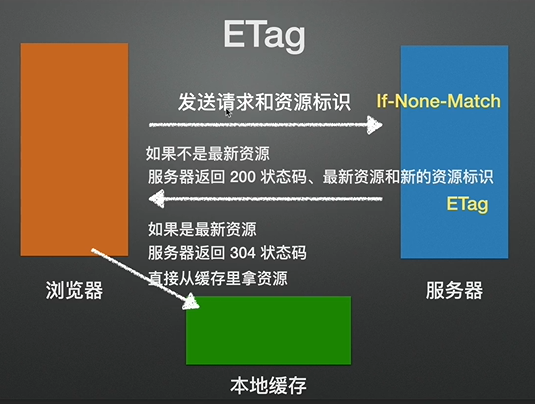 ETag
发送请求和资源标识
If-None-Match
如果不是最新资源
服务器返回 200 状态码、最新资源和新的资源标识
ETag
如果是最新资源
服务器返回 304 状态码
直接从缓存里拿资源
浏览器
服务器
本地缓存